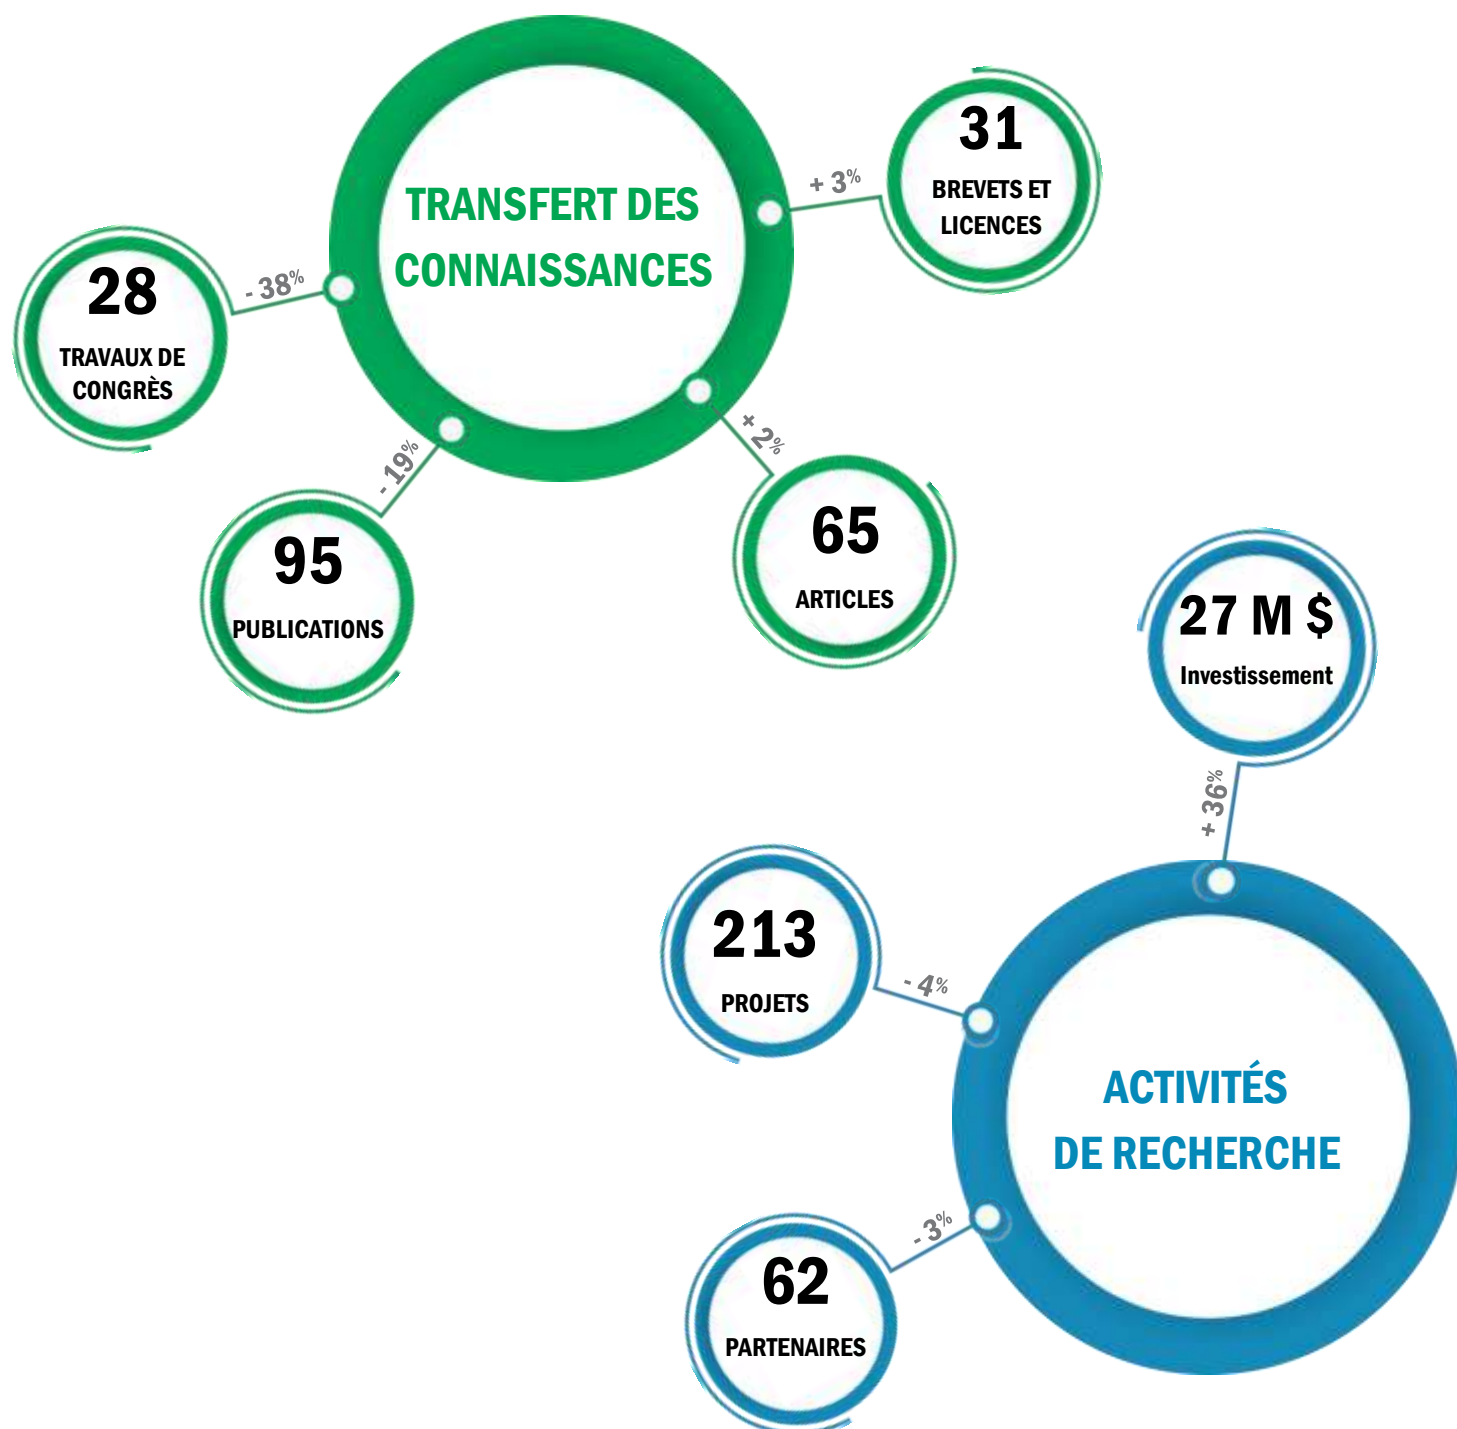 TRANSFERT DES
CONNAISSANCES
31
BREVETS ET
LICENCES
+ 3%
28
TRAVAUX DE
CONGRÈS
- 38%
95
PUBLICATIONS
- 19%
65
ARTICLES
+ 2%
27 M $
Investissement
+ 36%
213
PROJETS
- 4%
ACTIVITÉS
DE RECHERCHE
62
PARTENAIRES
- 3%